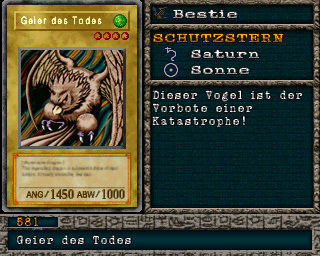 Geier des Todes
ANG/1450 ABW/1000
Bestie
SCHUTZSTERN
Saturn
Sonne
Dieser Vogel ist der
Vorbote einer
Katastrophe!
581
Geier des Todes